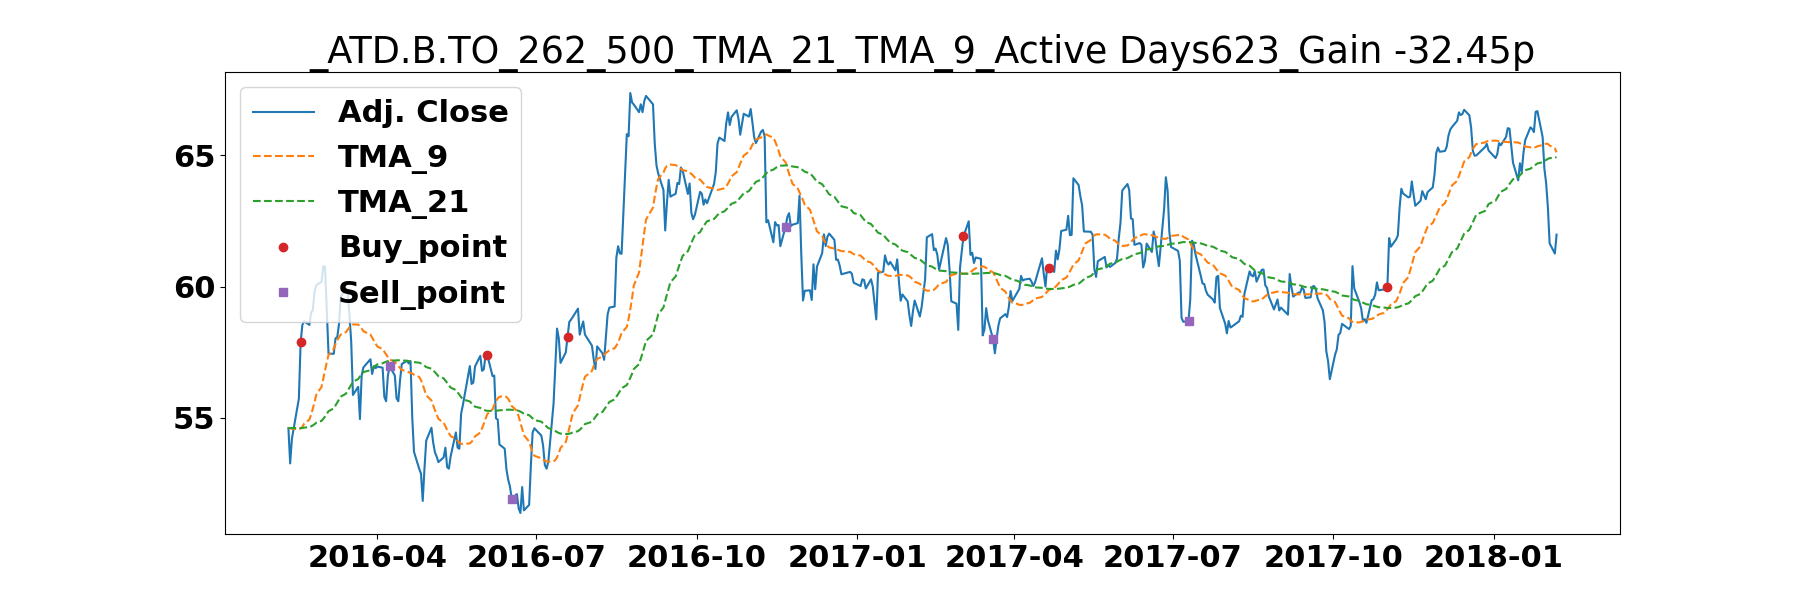 _ATD.B.TO_262_500_TMA_21_TMA_9_Active Days623_Gain -32.45p
Adj. Close
TMA_9
TMA_21
Buy_point
Sell_point
65
60
55
2016-04 2016-07 2016-10 2017-01 2017-04 2017-07 2017-10 2018-01